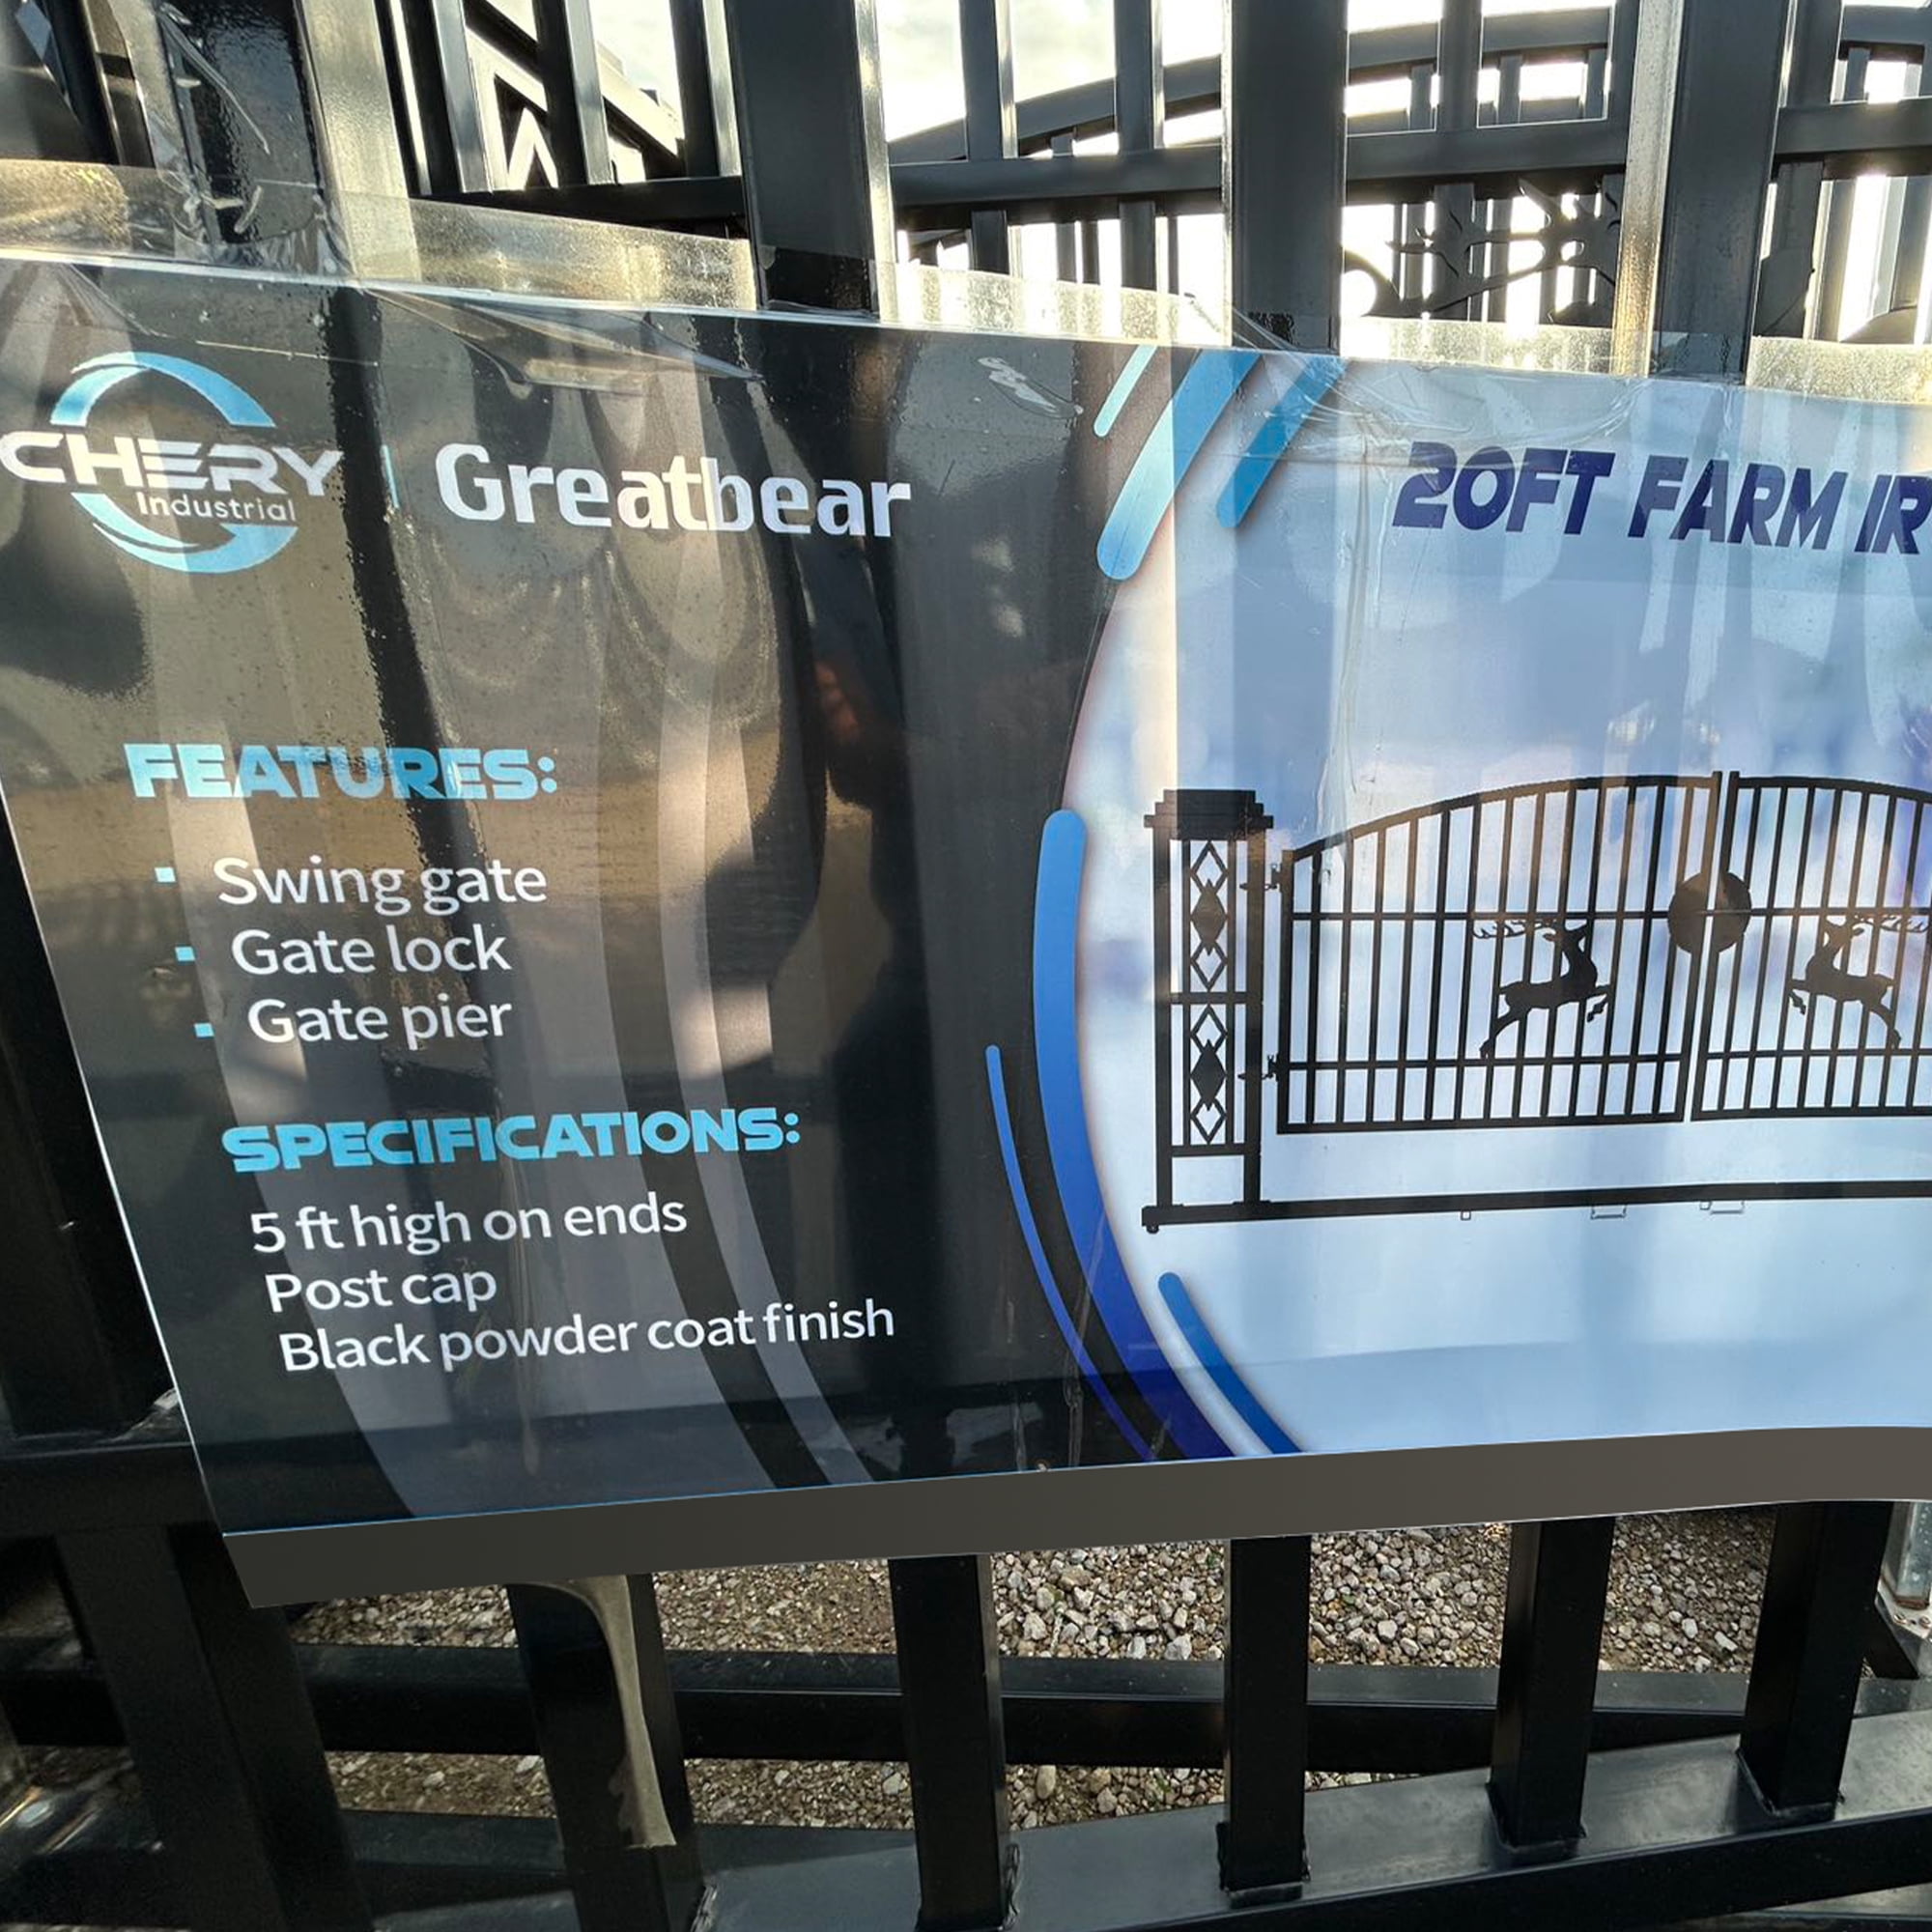 CHERY
Industrial
Greatbear
20FT FARM IR
FEATURES:
Swing gate
Gate lock
Gate pier
SPECIFICATIONS:
5 ft high on ends
Post cap
Black powder coat finish